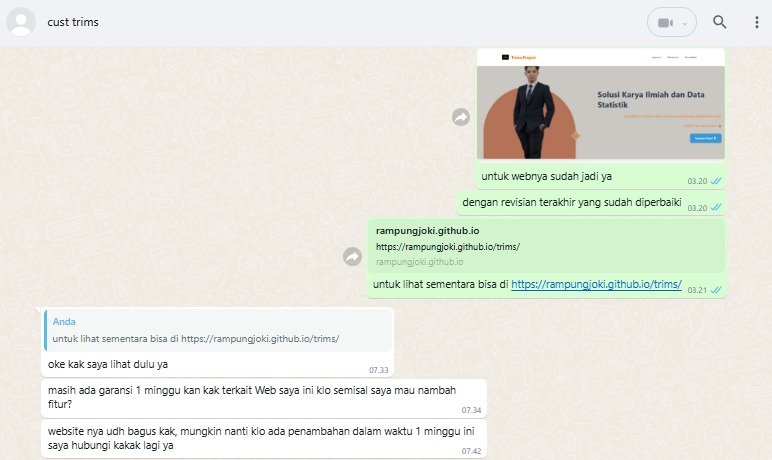 cust trims
Trims Project
Solusi Karya Ilmiah dan Data
Statistik
untuk webnya sudah jadi ya
03.20
dengan revisian terakhir yang sudah diperbaiki
03.20
rampungjoki.github.io
https://rampungjoki.github.io/trims/
rampungjoki.github.io
untuk lihat sementara bisa di https://rampungjoki.github.io/trims/
03.21
Anda
untuk lihat sementara bisa di https://rampungjoki.github.io/trims/
oke kak saya lihat dulu ya
07.33
masih ada garansi 1 minggu kan kak terkait Web saya ini klo semisal saya mau nambah
fitur?
07.34
website nya udh bagus kak, mungkin nanti klo ada penambahan dalam waktu 1 minggu ini
saya hubungi kakak lagi ya
07.42